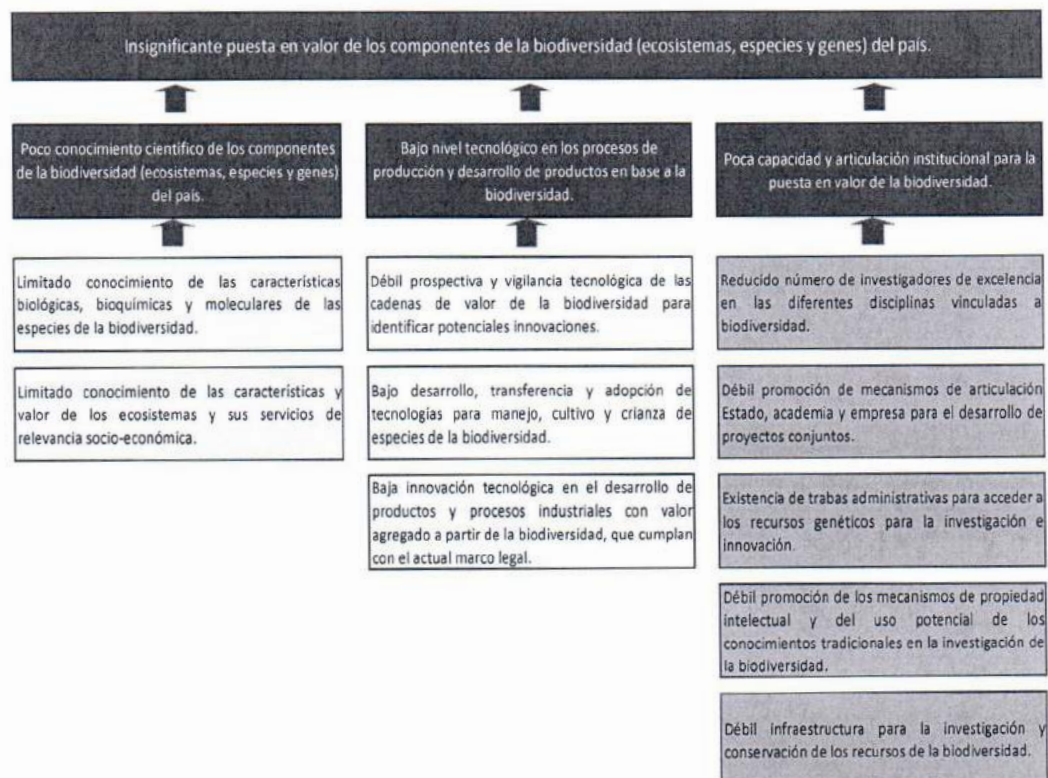 Insignificante puesta en valor de los componentes de la biodiversidad (ecosistemas, especies y genes) del país.
Poco conocimiento científico de los componentes
de la biodiversidad (ecosistemas, especies y genes)
del país.
Bajo nivel tecnológico en los procesos de
producción y desarrollo de productos en base a la
biodiversidad.
Poca capacidad y articulación institucional para la
puesta en valor de la biodiversidad.
Limitado conocimiento de las características
biológicas, bioquímicas y moleculares de las
especies de la biodiversidad.
Limitado conocimiento de las características y
valor de los ecosistemas y sus servicios de
relevancia socio-económica.
Débil prospectiva y vigilancia tecnológica de las
cadenas de valor de la biodiversidad para
identificar potenciales innovaciones.
Bajo desarrollo, transferencia y adopción de
tecnologías para manejo, cultivo y crianza de
especies de la biodiversidad.
Baja innovación tecnológica en el desarrollo de
productos y procesos industriales con valor
agregado a partir de la biodiversidad, que cumplan
con el actual marco legal.
Reducido número de investigadores de excelencia
en las diferentes disciplinas vinculadas a
biodiversidad.
Débil promoción de mecanismos de articulación
Estado, academia y empresa para el desarrollo de
proyectos conjuntos.
Existencia de trabas administrativas para acceder a
los recursos genéticos para la investigación e
innovación.
Débil promoción de los mecanismos de propiedad
intelectual y del uso potencial de los
conocimientos tradicionales en la investigación de
la biodiversidad.
Débil infraestructura para la investigación y
conservación de los recursos de la biodiversidad.